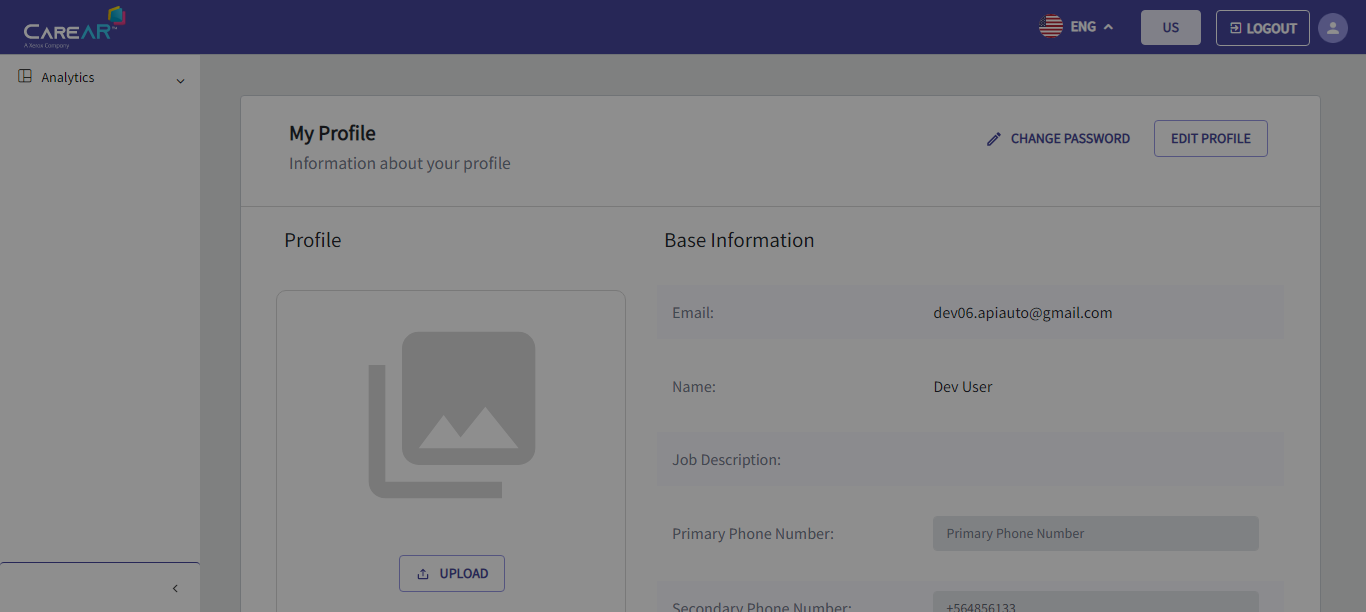 CAREAR™
A Xerox Company
ENG
US
LOGOUT
Analytics
My Profile
Information about your profile
CHANGE PASSWORD
EDIT PROFILE
Profile
Base Information
Email: dev06.apiauto@gmail.com
Name: Dev User
Job Description:
Primary Phone Number: Primary Phone Number
UPLOAD
Secondary Phone Number: +564856133